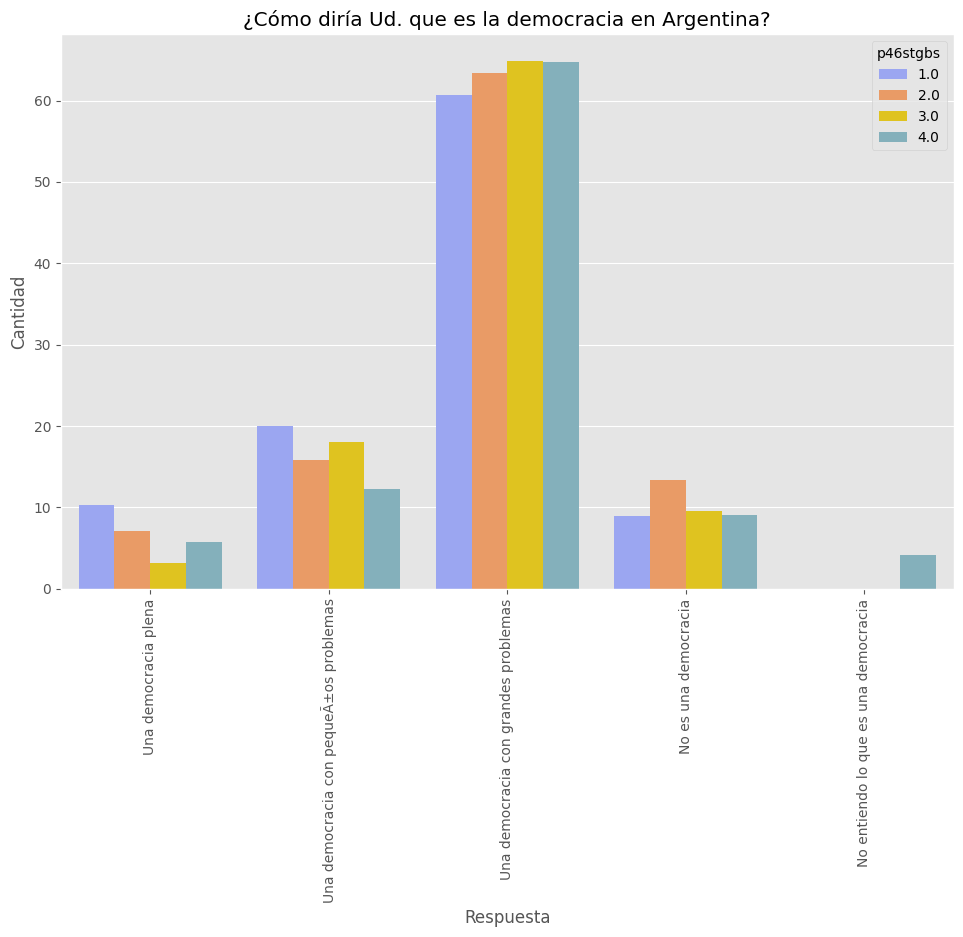 ¿Cómo diría Ud. que es la democracia en Argentina?
p46stgbs
1.0
2.0
3.0
4.0
Cantidad
60
50
40
30
20
10
0
Una democracia plena
Una democracia con pequeÃ±os problemas
Una democracia con grandes problemas
No es una democracia
No entiendo lo que es una democracia
Respuesta